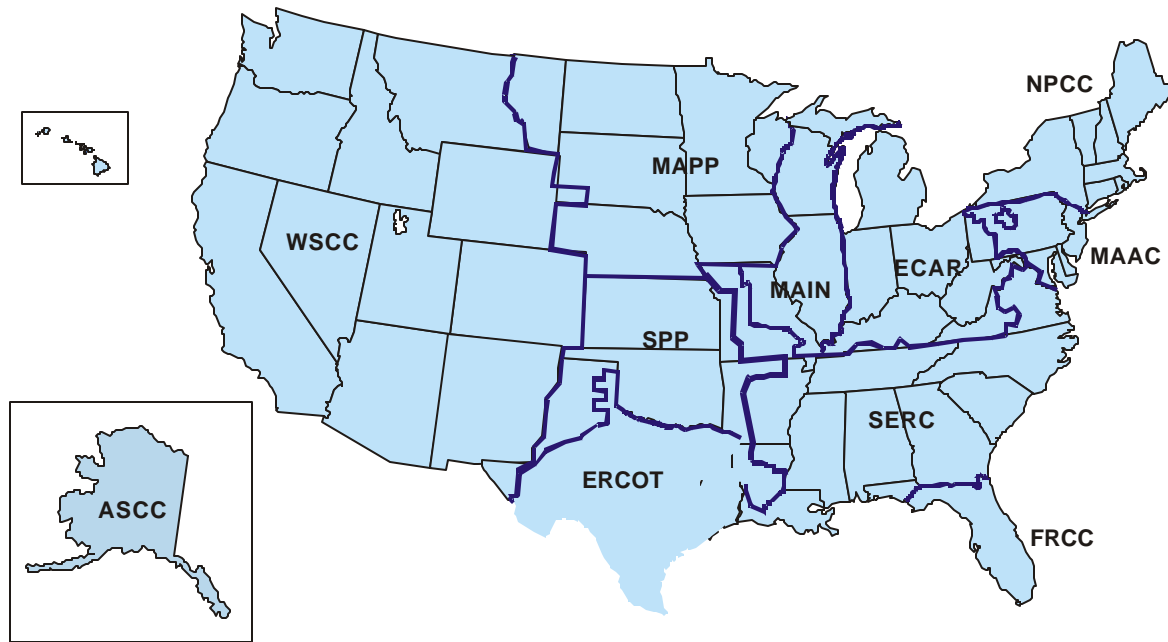 NPCC
MAPP
WSCC
MAAC
ECAR
MAIN
SPP
SERC
ERCOT
ASCC
FRCC